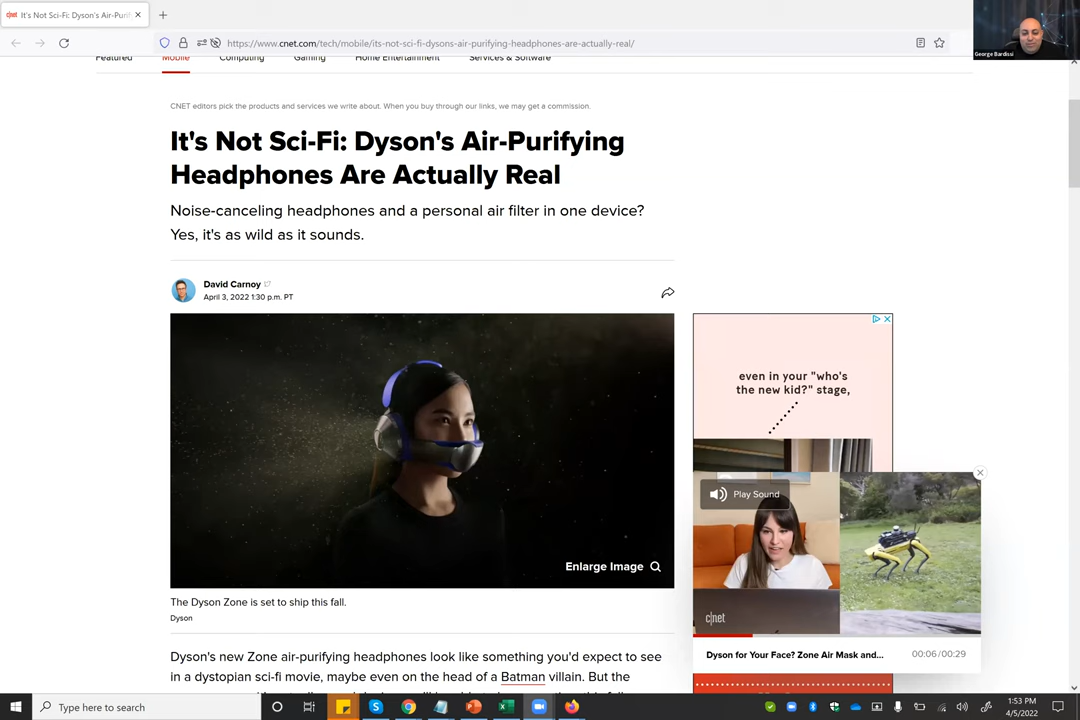 c|net
It's Not Sci-Fi: Dyson's Air-Puri
https://www.cnet.com/tech/mobile/its-not-sci-fi-dysons-air-purifying-headphones-are-actually-real/
George Bardissi
Featured Mobile Computing Gaming Home Entertainment Services & Software
CNET editors pick the products and services we write about. When you buy through our links, we may get a commission.
It's Not Sci-Fi: Dyson's Air-Purifying
Headphones Are Actually Real
Noise-canceling headphones and a personal air filter in one device?
Yes, it's as wild as it sounds.
David Carnoy
April 3, 2022 1:30 p.m. PT
even in your "who's
the new kid?" stage,
Play Sound
Enlarge Image
c|net
The Dyson Zone is set to ship this fall.
Dyson
Dyson for Your Face? Zone Air Mask and...
00:06/00:29
Dyson's new Zone air-purifying headphones look like something you'd expect to see
in a dystopian sci-fi movie, maybe even on the head of a Batman villain. But the
Type here to search
1:53 PM
4/5/2022